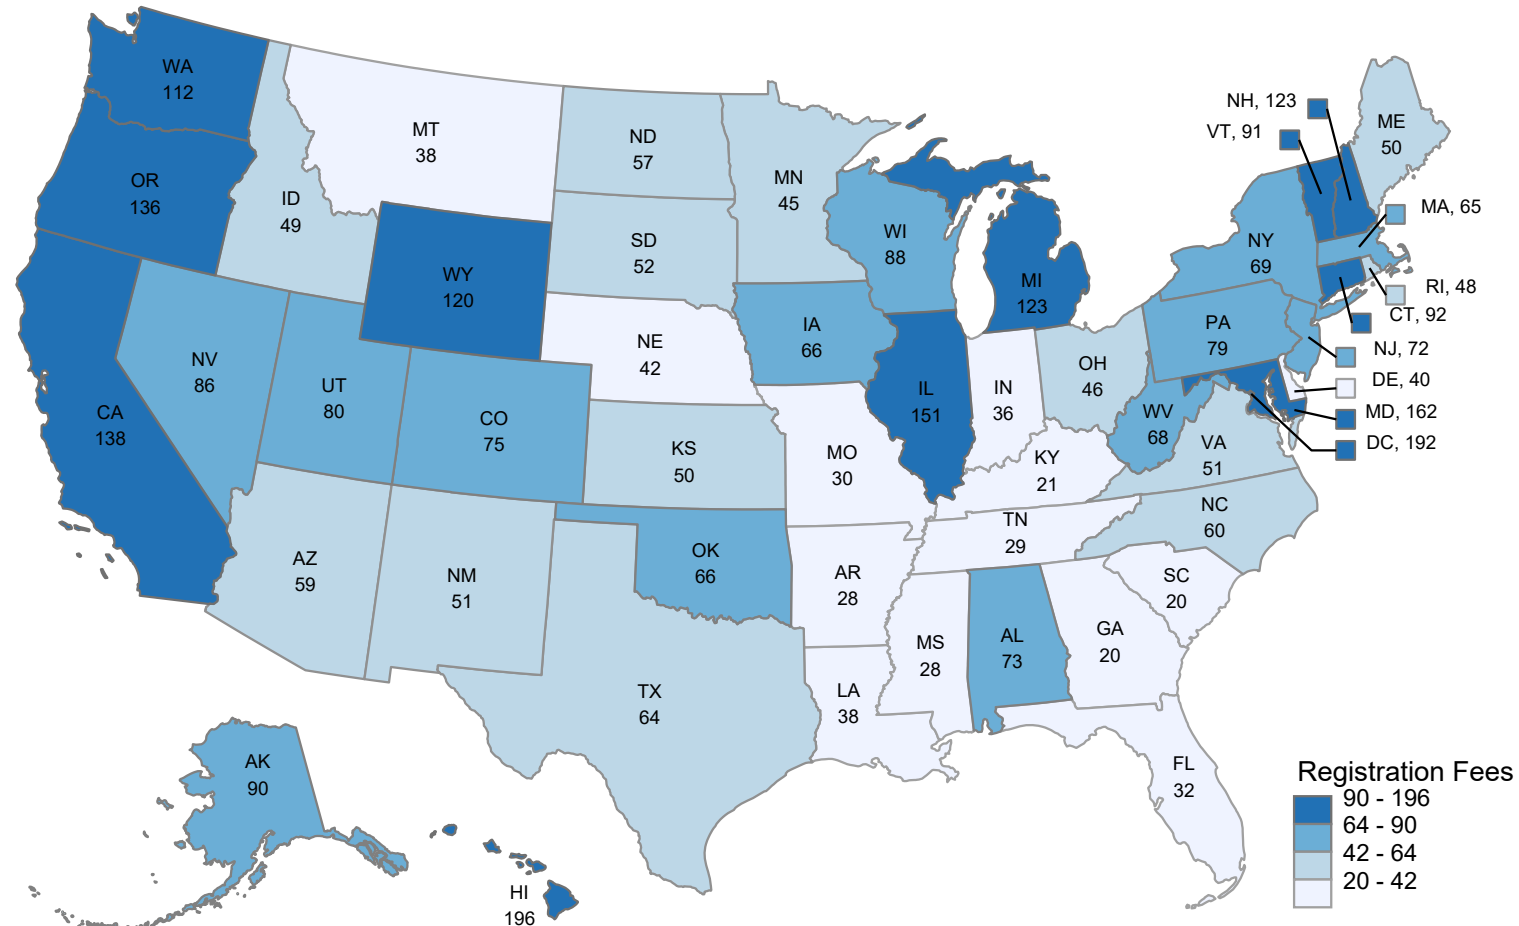 WA
112
OR
136
CA
138
ID
49
NV
86
MT
38
WY
120
UT
80
CO
75
AZ
59
NM
51
ND
57
SD
52
NE
42
KS
50
OK
66
TX
64
MN
45
IA
66
MO
30
AR
28
LA
38
WI
88
IL
151
MI
123
IN
36
OH
46
KY
21
TN
29
MS
28
AL
73
GA
20
FL
32
SC
20
NC
60
VA
51
WV
68
PA
79
NY
69
ME
50
NH, 123
VT, 91
MA, 65
RI, 48
CT, 92
NJ, 72
DE, 40
MD, 162
DC, 192
AK
90
HI
196
Registration Fees
90 - 196
64 - 90
42 - 64
20 - 42